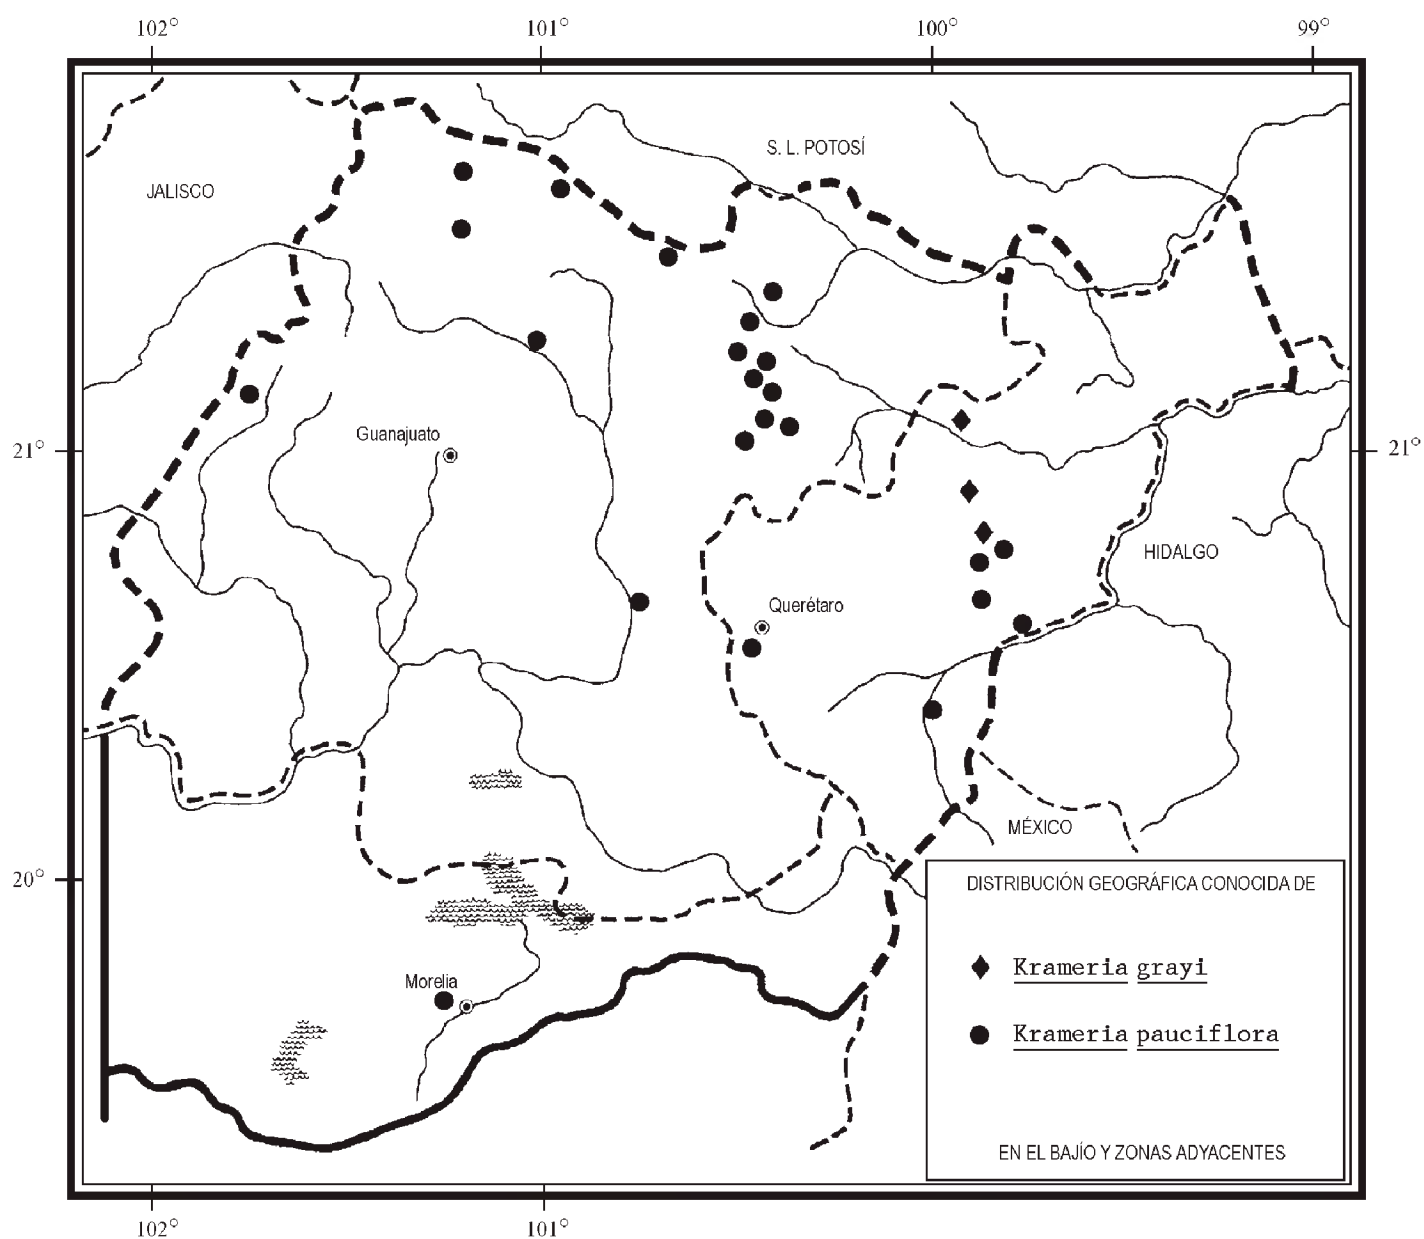 102° 101° 100° 99°
S. L. POTOSÍ
JALISCO
Guanajuato
21° 21°
HIDALGO
Querétaro
MÉXICO
20°
DISTRIBUCIÓN GEOGRÁFICA CONOCIDA DE
Krameria grayi
Morelia
Krameria pauciflora
EN EL BAJÍO Y ZONAS ADYACENTES
102° 101°